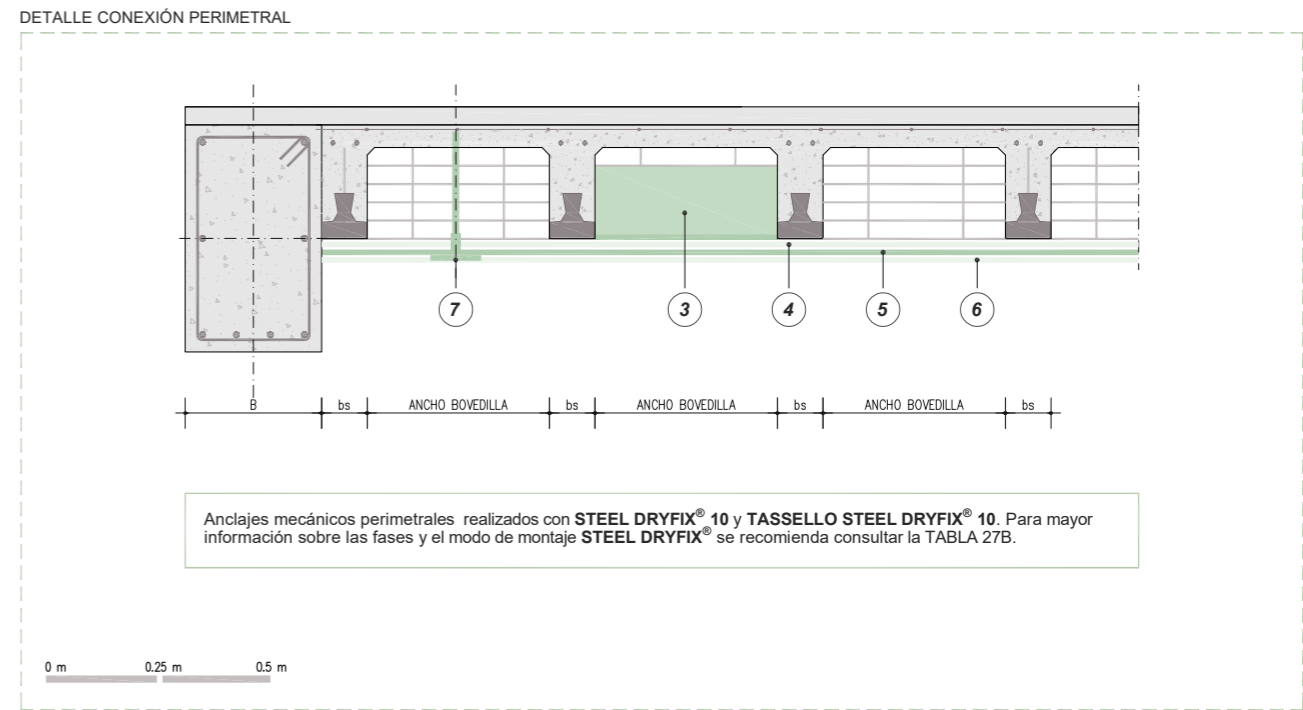 DETALLE CONEXIÓN PERIMETRAL
7 3 4 5 6
B bs ANCHO BOVEDILLA bs ANCHO BOVEDILLA bs ANCHO BOVEDILLA bs
Anclajes mecánicos perimetrales realizados con STEEL DRYFIX® 10 y TASSELLO STEEL DRYFIX® 10. Para mayor
información sobre las fases y el modo de montaje STEEL DRYFIX® se recomienda consultar la TABLA 27B.
0 m 0.25 m 0.5 m